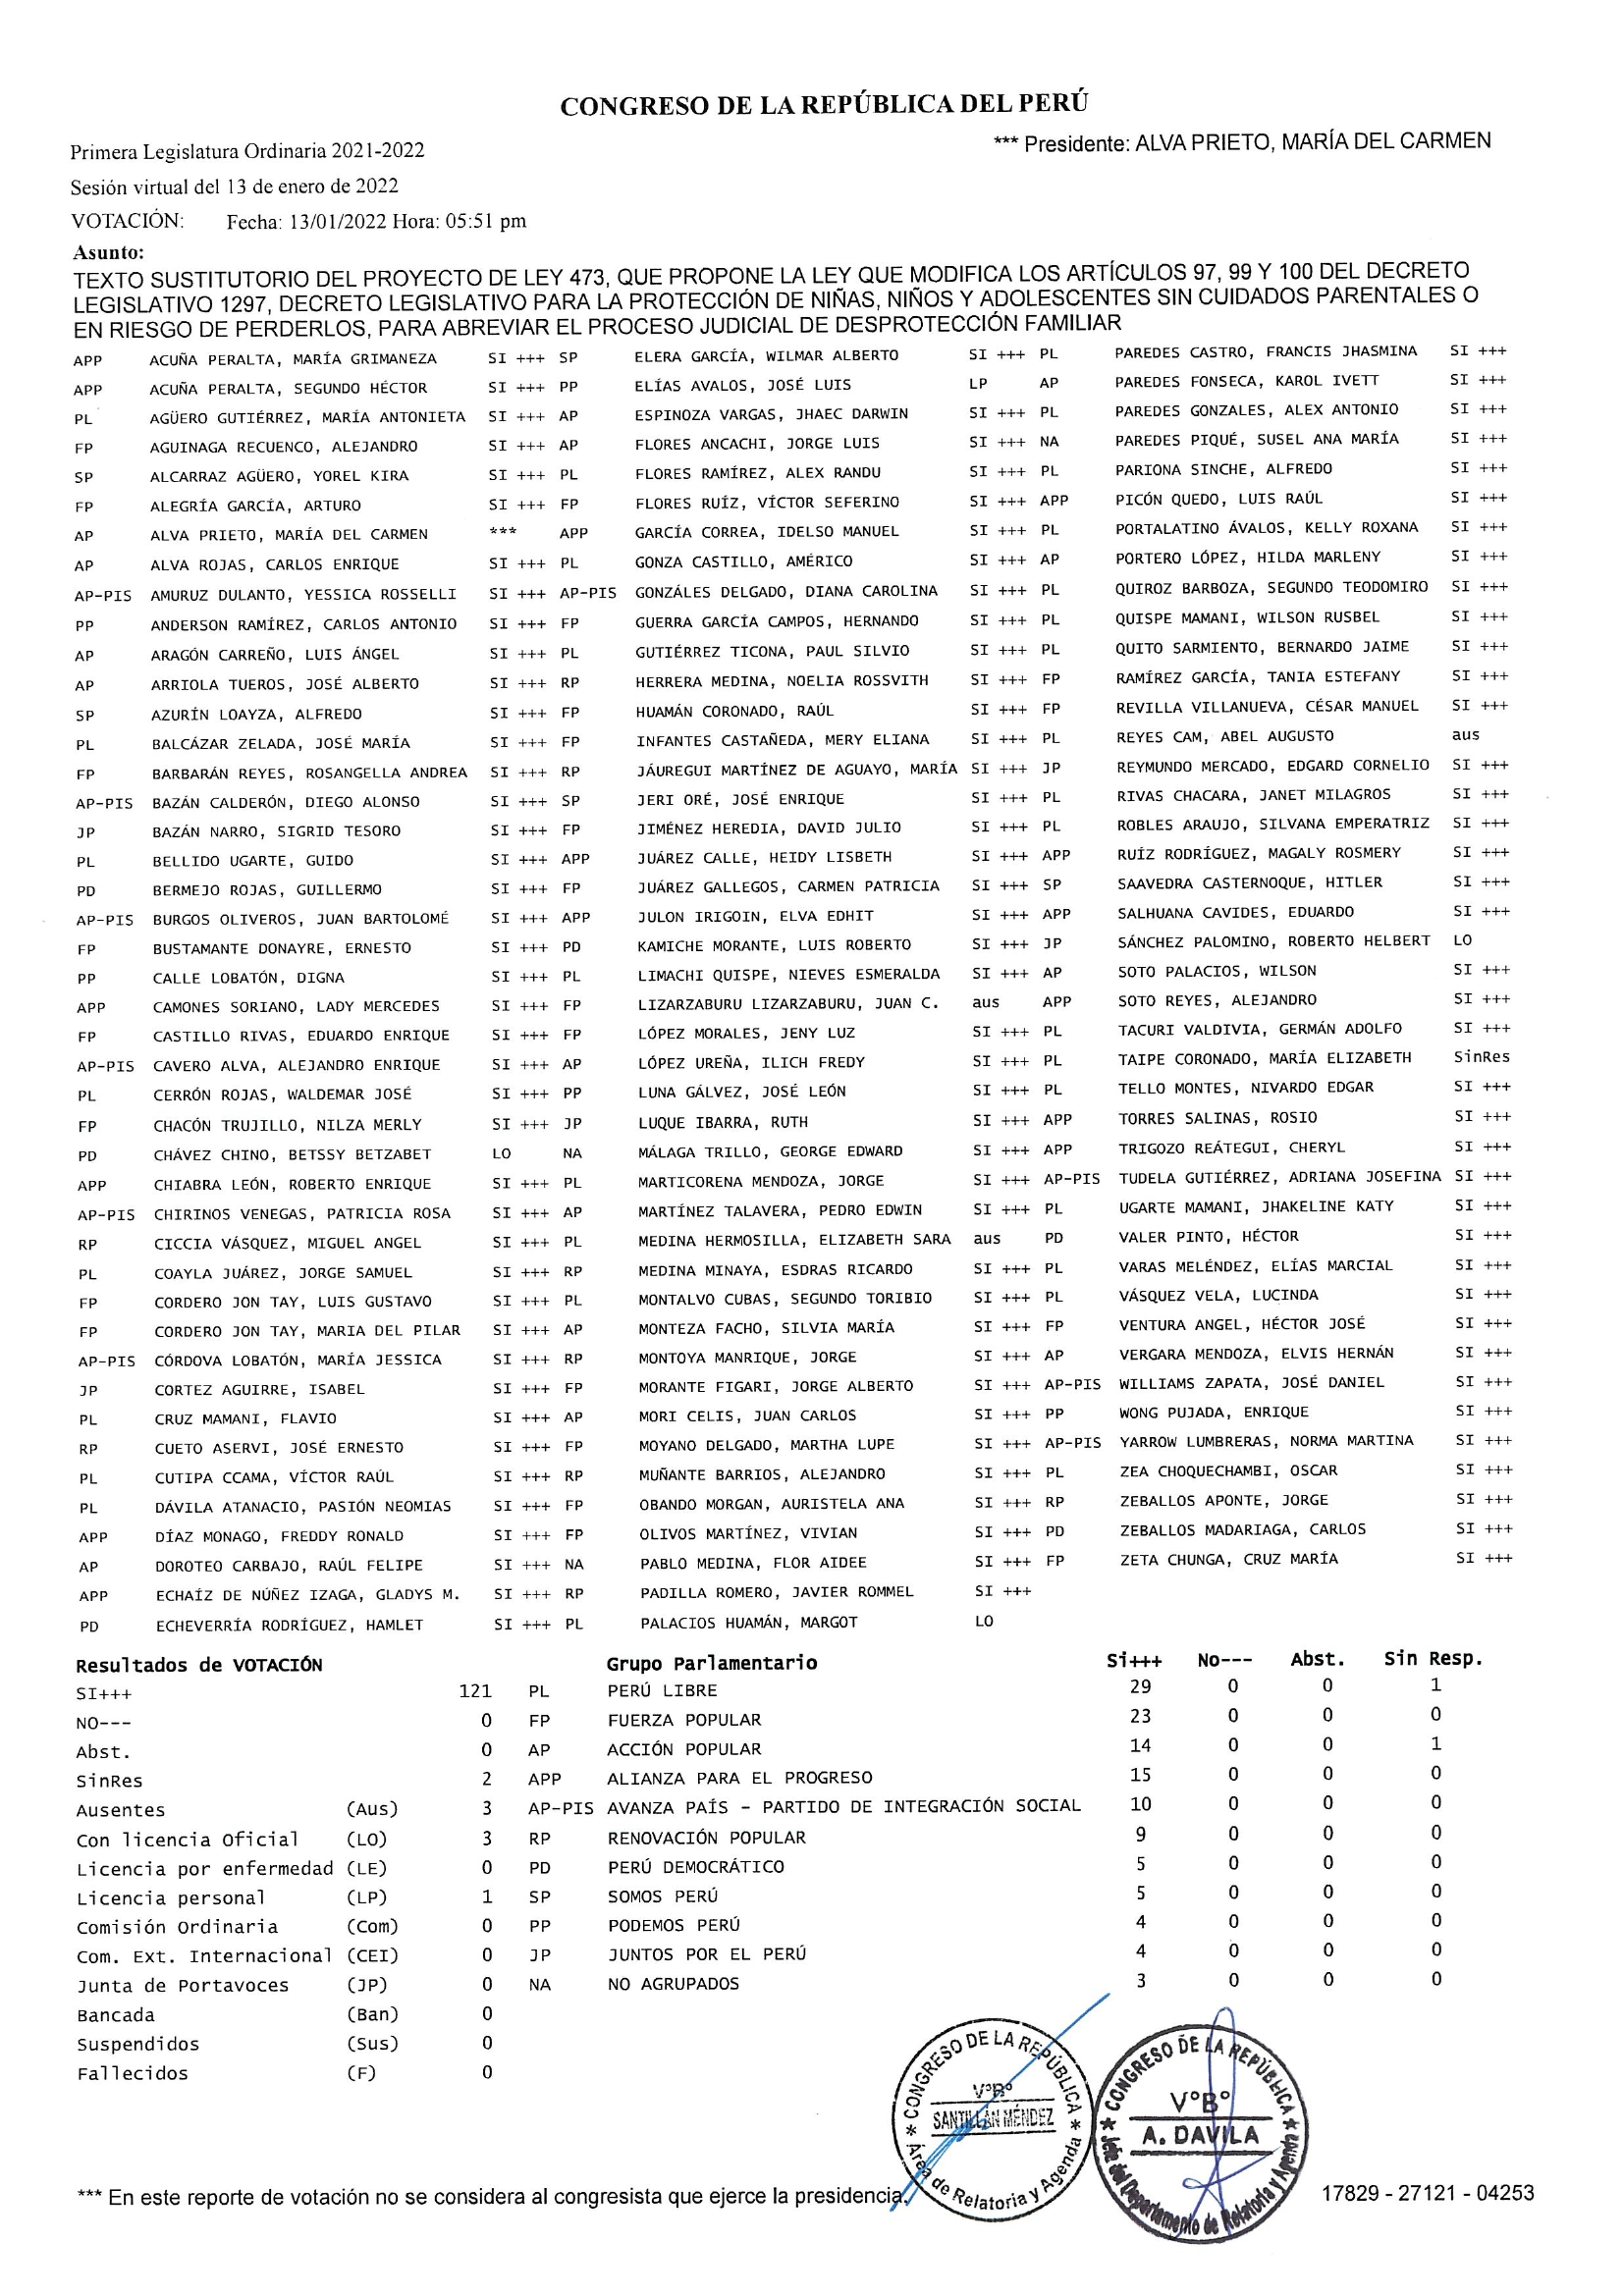 CONGRESO DE LA REPÚBLICA DEL PERÚ
Primera Legislatura Ordinaria 2021-2022
*** Presidente: ALVA PRIETO, MARÍA DEL CARMEN
Sesión virtual del 13 de enero de 2022
VOTACIÓN: Fecha: 13/01/2022 Hora: 05:51 pm
Asunto:
TEXTO SUSTITUTORIO DEL PROYECTO DE LEY 473, QUE PROPONE LA LEY QUE MODIFICA LOS ARTÍCULOS 97, 99 Y 100 DEL DECRETO
LEGISLATIVO 1297, DECRETO LEGISLATIVO PARA LA PROTECCIÓN DE NIÑAS, NIÑOS Y ADOLESCENTES SIN CUIDADOS PARENTALES O
EN RIESGO DE PERDERLOS, PARA ABREVIAR EL PROCESO JUDICIAL DE DESPROTECCIÓN FAMILIAR
APP ACUÑA PERALTA, MARÍA GRIMANEZA SI +++ SP ELERA GARCÍA, WILMAR ALBERTO SI +++ PL PAREDES CASTRO, FRANCIS JHASMINA SI +++
APP ACUÑA PERALTA, SEGUNDO HÉCTOR SI +++ PP ELÍAS AVALOS, JOSÉ LUIS LP AP PAREDES FONSECA, KAROL IVETT SI +++
PL AGÜERO GUTIÉRREZ, MARÍA ANTONIETA SI +++ AP ESPINOZA VARGAS, JHAEC DARWIN SI +++ PL PAREDES GONZALES, ALEX ANTONIO SI +++
FP AGUINAGA RECUENCO, ALEJANDRO SI +++ AP FLORES ANCACHI, JORGE LUIS SI +++ NA PAREDES PIQUÉ, SUSEL ANA MARÍA SI +++
SP ALCARRAZ AGÜERO, YOREL KIRA SI +++ PL FLORES RAMÍREZ, ALEX RANDU SI +++ PL PARIONA SINCHE, ALFREDO SI +++
FP ALEGRÍA GARCÍA, ARTURO SI +++ FP FLORES RUÍZ, VÍCTOR SEFERINO SI +++ APP PICÓN QUEDO, LUIS RAÚL SI +++
AP ALVA PRIETO, MARÍA DEL CARMEN *** APP GARCÍA CORREA, IDELSO MANUEL SI +++ PL PORTALATINO ÁVALOS, KELLY ROXANA SI +++
AP ALVA ROJAS, CARLOS ENRIQUE SI +++ PL GONZA CASTILLO, AMÉRICO SI +++ AP PORTERO LÓPEZ, HILDA MARLENY SI +++
AP-PIS AMURUZ DULANTO, YESSICA ROSSELLI SI +++ AP-PIS GONZÁLES DELGADO, DIANA CAROLINA SI +++ PL QUIROZ BARBOZA, SEGUNDO TEODOMIRO SI +++
PP ANDERSON RAMÍREZ, CARLOS ANTONIO SI +++ FP GUERRA GARCÍA CAMPOS, HERNANDO SI +++ PL QUISPE MAMANI, WILSON RUSBEL SI +++
AP ARAGÓN CARREÑO, LUIS ÁNGEL SI +++ PL GUTIÉRREZ TICONA, PAUL SILVIO SI +++ PL QUITO SARMIENTO, BERNARDO JAIME SI +++
AP ARRIOLA TUEROS, JOSÉ ALBERTO SI +++ RP HERRERA MEDINA, NOELIA ROSSVITH SI +++ FP RAMÍREZ GARCÍA, TANIA ESTEFANY SI +++
SP AZURÍN LOAYZA, ALFREDO SI +++ FP HUAMÁN CORONADO, RAÚL SI +++ FP REVILLA VILLANUEVA, CÉSAR MANUEL SI +++
PL BALCÁZAR ZELADA, JOSÉ MARÍA SI +++ FP INFANTES CASTAÑEDA, MERY ELIANA SI +++ PL REYES CAM, ABEL AUGUSTO aus
FP BARBARÁN REYES, ROSANGELLA ANDREA SI +++ RP JÁUREGUI MARTÍNEZ DE AGUAYO, MARÍA SI +++ JP REYMUNDO MERCADO, EDGARD CORNELIO SI +++
AP-PIS BAZÁN CALDERÓN, DIEGO ALONSO SI +++ SP JERI ORÉ, JOSÉ ENRIQUE SI +++ PL RIVAS CHACARA, JANET MILAGROS SI +++
JP BAZÁN NARRO, SIGRID TESORO SI +++ FP JIMÉNEZ HEREDIA, DAVID JULIO SI +++ PL ROBLES ARAUJO, SILVANA EMPERATRIZ SI +++
PL BELLIDO UGARTE, GUIDO SI +++ APP JUÁREZ CALLE, HEIDY LISBETH SI +++ APP RUÍZ RODRÍGUEZ, MAGALY ROSMERY SI +++
PD BERMEJO ROJAS, GUILLERMO SI +++ FP JUÁREZ GALLEGOS, CARMEN PATRICIA SI +++ SP SAAVEDRA CASTERNOQUE, HITLER SI +++
AP-PIS BURGOS OLIVEROS, JUAN BARTOLOMÉ SI +++ APP JULON IRIGOIN, ELVA EDHIT SI +++ APP SALHUANA CAVIDES, EDUARDO SI +++
FP BUSTAMANTE DONAYRE, ERNESTO SI +++ PD KAMICHE MORANTE, LUIS ROBERTO SI +++ JP SÁNCHEZ PALOMINO, ROBERTO HELBERT LO
PP CALLE LOBATÓN, DIGNA SI +++ PL LIMACHI QUISPE, NIEVES ESMERALDA SI +++ AP SOTO PALACIOS, WILSON SI +++
APP CAMONES SORIANO, LADY MERCEDES SI +++ FP LIZARZABURU LIZARZABURU, JUAN C. aus APP SOTO REYES, ALEJANDRO SI +++
FP CASTILLO RIVAS, EDUARDO ENRIQUE SI +++ FP LÓPEZ MORALES, JENY LUZ SI +++ PL TACURI VALDIVIA, GERMÁN ADOLFO SI +++
AP-PIS CAVERO ALVA, ALEJANDRO ENRIQUE SI +++ AP LÓPEZ UREÑA, ILICH FREDY SI +++ PL TAIPE CORONADO, MARÍA ELIZABETH SinRes
PL CERRÓN ROJAS, WALDEMAR JOSÉ SI +++ PP LUNA GÁLVEZ, JOSÉ LEÓN SI +++ PL TELLO MONTES, NIVARDO EDGAR SI +++
FP CHACÓN TRUJILLO, NILZA MERLY SI +++ JP LUQUE IBARRA, RUTH SI +++ APP TORRES SALINAS, ROSIO SI +++
PD CHÁVEZ CHINO, BETSSY BETZABET LO NA MÁLAGA TRILLO, GEORGE EDWARD SI +++ APP TRIGOZO REÁTEGUI, CHERYL SI +++
APP CHIABRA LEÓN, ROBERTO ENRIQUE SI +++ PL MARTICORENA MENDOZA, JORGE SI +++ AP-PIS TUDELA GUTIÉRREZ, ADRIANA JOSEFINA SI +++
AP-PIS CHIRINOS VENEGAS, PATRICIA ROSA SI +++ AP MARTÍNEZ TALAVERA, PEDRO EDWIN SI +++ PL UGARTE MAMANI, JHAKELINE KATY SI +++
RP CICCIA VÁSQUEZ, MIGUEL ANGEL SI +++ PL MEDINA HERMOSILLA, ELIZABETH SARA aus PD VALER PINTO, HÉCTOR SI +++
PL COAYLA JUÁREZ, JORGE SAMUEL SI +++ RP MEDINA MINAYA, ESDRAS RICARDO SI +++ PL VARAS MELÉNDEZ, ELÍAS MARCIAL SI +++
FP CORDERO JON TAY, LUIS GUSTAVO SI +++ PL MONTALVO CUBAS, SEGUNDO TORIBIO SI +++ PL VÁSQUEZ VELA, LUCINDA SI +++
FP CORDERO JON TAY, MARIA DEL PILAR SI +++ AP MONTEZA FACHO, SILVIA MARÍA SI +++ FP VENTURA ANGEL, HÉCTOR JOSÉ SI +++
AP-PIS CÓRDOVA LOBATÓN, MARÍA JESSICA SI +++ RP MONTOYA MANRIQUE, JORGE SI +++ AP VERGARA MENDOZA, ELVIS HERNÁN SI +++
JP CORTEZ AGUIRRE, ISABEL SI +++ FP MORANTE FIGARI, JORGE ALBERTO SI +++ AP-PIS WILLIAMS ZAPATA, JOSÉ DANIEL SI +++
PL CRUZ MAMANI, FLAVIO SI +++ AP MORI CELIS, JUAN CARLOS SI +++ PP WONG PUJADA, ENRIQUE SI +++
RP CUETO ASERVI, JOSÉ ERNESTO SI +++ FP MOYANO DELGADO, MARTHA LUPE SI +++ AP-PIS YARROW LUMBRERAS, NORMA MARTINA SI +++
PL CUTIPA CCAMA, VÍCTOR RAÚL SI +++ RP MUÑANTE BARRIOS, ALEJANDRO SI +++ PL ZEA CHOQUECHAMBI, OSCAR SI +++
PL DÁVILA ATANACIO, PASIÓN NEOMIAS SI +++ FP OBANDO MORGAN, AURISTELA ANA SI +++ RP ZEBALLOS APONTE, JORGE SI +++
APP DÍAZ MONAGO, FREDDY RONALD SI +++ FP OLIVOS MARTÍNEZ, VIVIAN SI +++ PD ZEBALLOS MADARIAGA, CARLOS SI +++
AP DOROTEO CARBAJO, RAÚL FELIPE SI +++ NA PABLO MEDINA, FLOR AIDEE SI +++ FP ZETA CHUNGA, CRUZ MARÍA SI +++
APP ECHAÍZ DE NÚÑEZ IZAGA, GLADYS M. SI +++ RP PADILLA ROMERO, JAVIER ROMMEL SI +++
PD ECHEVERRÍA RODRÍGUEZ, HAMLET SI +++ PL PALACIOS HUAMÁN, MARGOT LO
Resultados de VOTACIÓN Grupo Parlamentario Si+++ No--- Abst. Sin Resp.
SI+++ 121 PL PERÚ LIBRE 29 0 0 1
NO--- 0 FP FUERZA POPULAR 23 0 0 0
Abst. 0 AP ACCIÓN POPULAR 14 0 0 1
SinRes 2 APP ALIANZA PARA EL PROGRESO 15 0 0 0
Ausentes (Aus) 3 AP-PIS AVANZA PAÍS - PARTIDO DE INTEGRACIÓN SOCIAL 10 0 0 0
Con licencia Oficial (LO) 3 RP RENOVACIÓN POPULAR 9 0 0 0
Licencia por enfermedad (LE) 0 PD PERÚ DEMOCRÁTICO 5 0 0 0
Licencia personal (LP) 1 SP SOMOS PERÚ 5 0 0 0
Comisión Ordinaria (Com) 0 PP PODEMOS PERÚ 4 0 0 0
Com. Ext. Internacional (CEI) 0 JP JUNTOS POR EL PERÚ 4 0 0 0
Junta de Portavoces (JP) 0 NA NO AGRUPADOS 3 0 0 0
Bancada (Ban) 0
Suspendidos (Sus) 0
Fallecidos (F) 0
* CONGRESO DE LA REPÚBLICA *
V°B°
SANTILLÁN MÉNDEZ
Área de Relatoria y Agenda
* CONGRESO DE LA REPÚBLICA *
V°B°
A. DAVILA
Jefe del Departamento de Relatoria y Agenda
*** En este reporte de votación no se considera al congresista que ejerce la presidencia.
17829 - 27121 - 04253